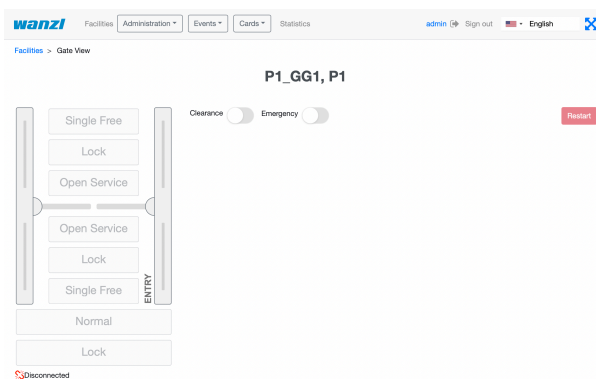 wanzl Facilities Administration Events Cards Statistics admin Sign out English
Facilities > Gate View
P1_GG1, P1
Clearance Emergency Restart
Single Free
Lock
Open Service
Open Service
Lock
Single Free
ENTRY
Normal
Lock
Disconnected